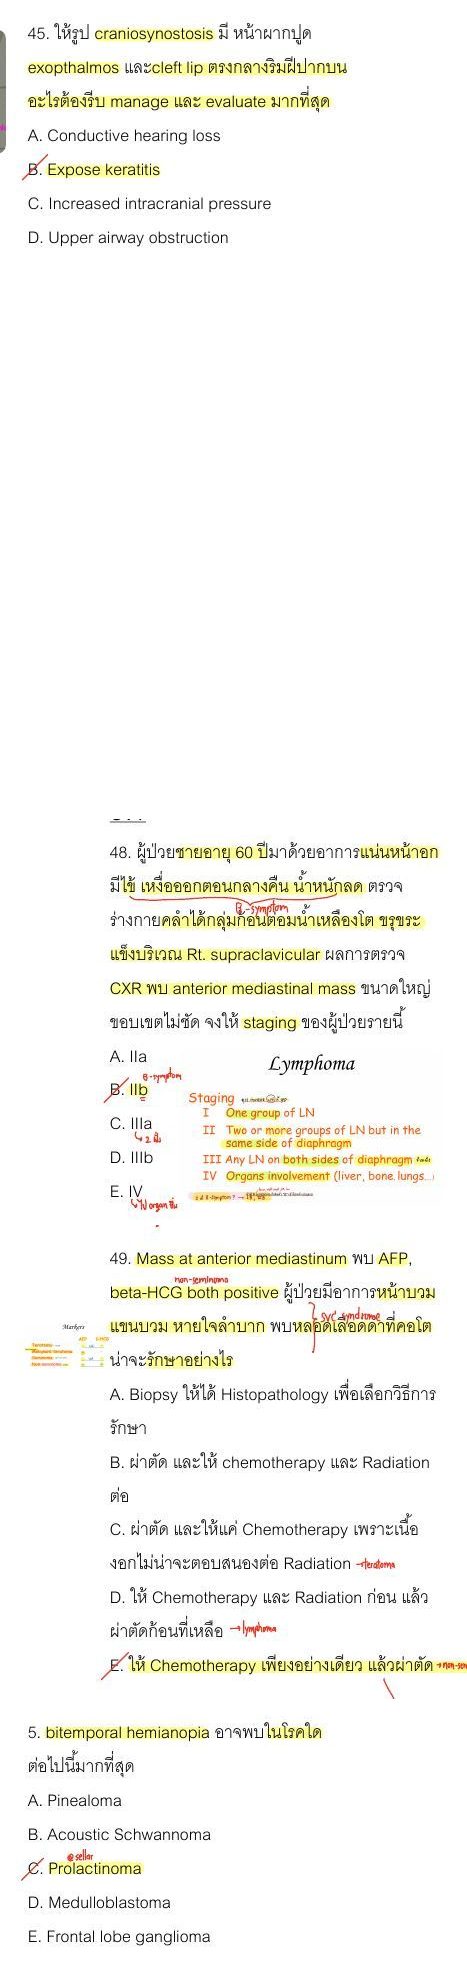 45. ให้รูป craniosynostosis มี หน้าผากปูด
exopthalmos และcleft lip ตรงกลางริมฝีปากบน
อะไรต้องรีบ manage และ evaluate มากที่สุด
A. Conductive hearing loss
B. Expose keratitis
C. Increased intracranial pressure
D. Upper airway obstruction
48. ผู้ป่วยชายอายุ 60 ปีมาด้วยอาการแน่นหน้าอก
มีไข้ เหงื่อออกตอนกลางคืน น้ำหนักลด ตรวจ
B-symptom
ร่างกายคลำได้กลุ่มก้อนต่อมน้ำเหลืองโต ขรุขระ
แข็งบริเวณ Rt. supraclavicular ผลการตรวจ
CXR พบ anterior mediastinal mass ขนาดใหญ่
ขอบเขตไม่ชัด จงให้ staging ของผู้ป่วยรายนี้
A. IIa
B-symptom
B. IIb
C. IIIa
D. IIIb
E. IV
Lymphoma
Staging
I One group of LN
II Two or more groups of LN but in the
same side of diaphragm
III Any LN on both sides of diaphragm
IV Organs involvement (liver, bone, lungs...)
49. Mass at anterior mediastinum พบ AFP,
non-seminoma
beta-HCG both positive ผู้ป่วยมีอาการหน้าบวม
SVC syndrome
แขนบวม หายใจลำบาก พบหลอดเลือดดำที่คอโต
น่าจะรักษาอย่างไร
Markers
A. Biopsy ให้ได้ Histopathology เพื่อเลือกวิธีการ
รักษา
B. ผ่าตัด และให้ chemotherapy และ Radiation
ต่อ
C. ผ่าตัด และให้แค่ Chemotherapy เพราะเนื้อ
งอกไม่น่าจะตอบสนองต่อ Radiation → teratoma
D. ให้ Chemotherapy และ Radiation ก่อน แล้ว
ผ่าตัดก้อนที่เหลือ → lymphoma
E. ให้ Chemotherapy เพียงอย่างเดียว แล้วผ่าตัด → non-sem
5. bitemporal hemianopia อาจพบในโรคใด
ต่อไปนี้มากที่สุด
A. Pinealoma
B. Acoustic Schwannoma
C. Prolactinoma
D. Medulloblastoma
E. Frontal lobe ganglioma